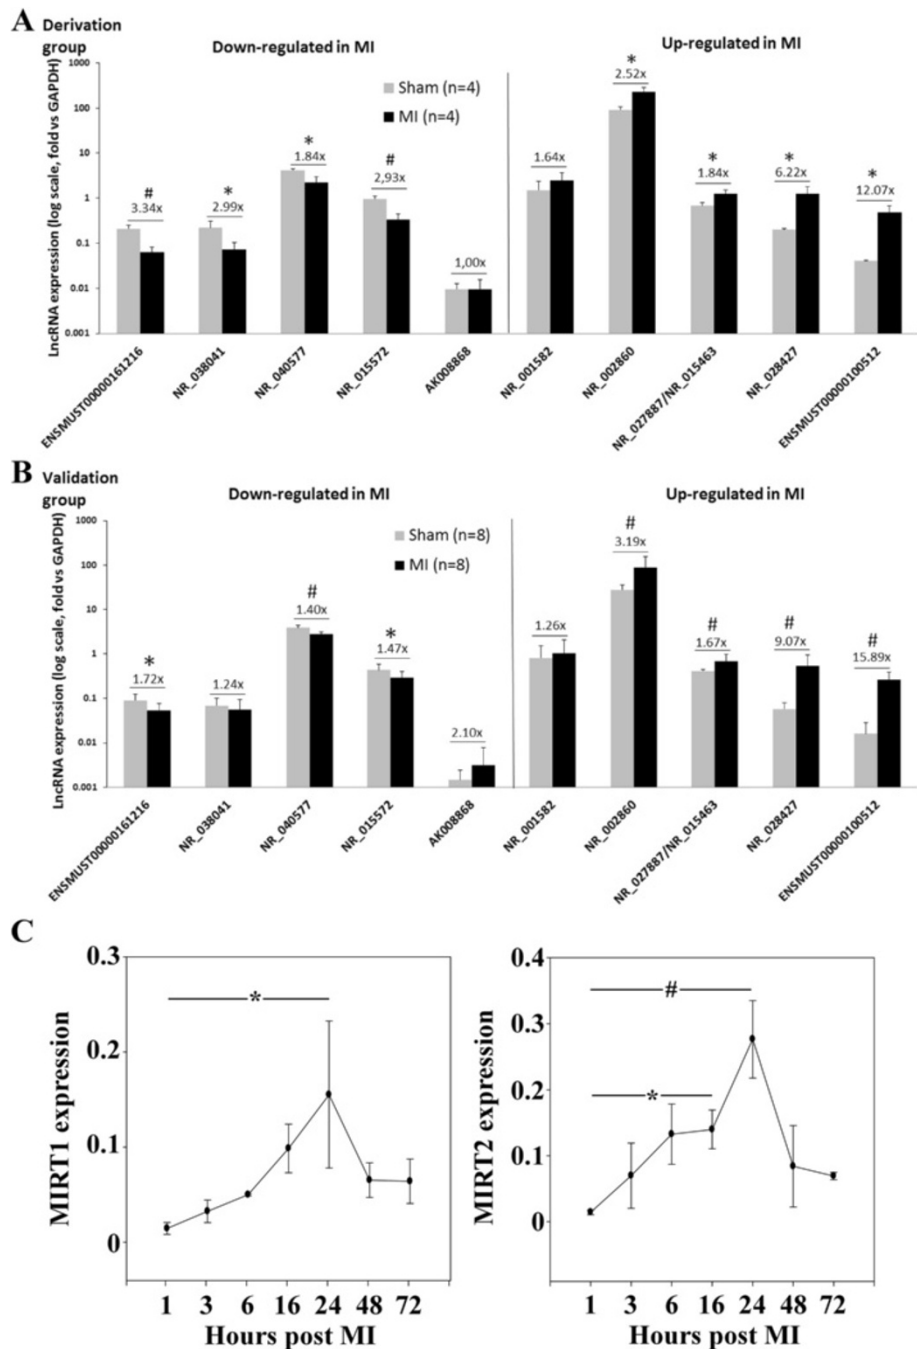 A Derivation group
Down-regulated in MI
Up-regulated in MI
LncRNA expression (log scale, fold vs GAPDH)
1000
100
10
1
0.1
0.01
0.001
Sham (n=4)
MI (n=4)
#
3.34x
*
2.99x
*
1.84x
#
2,93x
1,00x
1.64x
*
2.52x
*
1.84x
*
6.22x
*
12.07x
ENSMUST00000161216
NR_038041
NR_040577
NR_015572
AK008868
NR_001582
NR_002860
NR_027887/NR_015463
NR_028427
ENSMUST00000100512
B Validation group
Down-regulated in MI
Up-regulated in MI
LncRNA expression (log scale, fold vs GAPDH)
1000
100
10
1
0.1
0.01
0.001
Sham (n=8)
MI (n=8)
*
1.72x
1.24x
#
1.40x
*
1.47x
2.10x
1.26x
#
3.19x
#
1.67x
#
9.07x
#
15.89x
ENSMUST00000161216
NR_038041
NR_040577
NR_015572
AK008868
NR_001582
NR_002860
NR_027887/NR_015463
NR_028427
ENSMUST00000100512
C
MIRT1 expression
0.3
0.2
0.1
0
*
1 3 6 16 24 48 72
Hours post MI
MIRT2 expression
0.4
0.3
0.2
0.1
0
#
*
1 3 6 16 24 48 72
Hours post MI